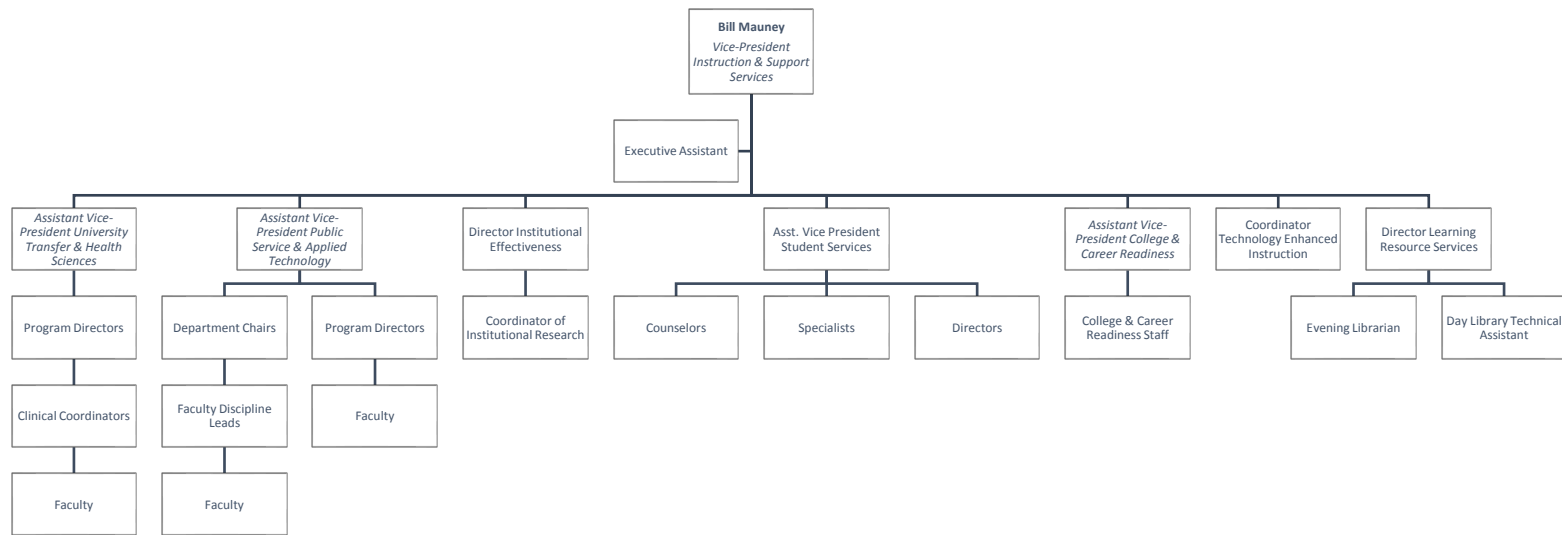 Bill Mauney
Vice-President
Instruction & Support
Services
Executive Assistant
Assistant Vice-
President University
Transfer & Health
Sciences
Assistant Vice-
President Public
Service & Applied
Technology
Director Institutional
Effectiveness
Asst. Vice President
Student Services
Assistant Vice-
President College &
Career Readiness
Coordinator
Technology Enhanced
Instruction
Director Learning
Resource Services
Program Directors
Department Chairs
Program Directors
Coordinator of
Institutional Research
Counselors
Specialists
Directors
College & Career
Readiness Staff
Evening Librarian
Day Library Technical
Assistant
Clinical Coordinators
Faculty Discipline
Leads
Faculty
Faculty
Faculty